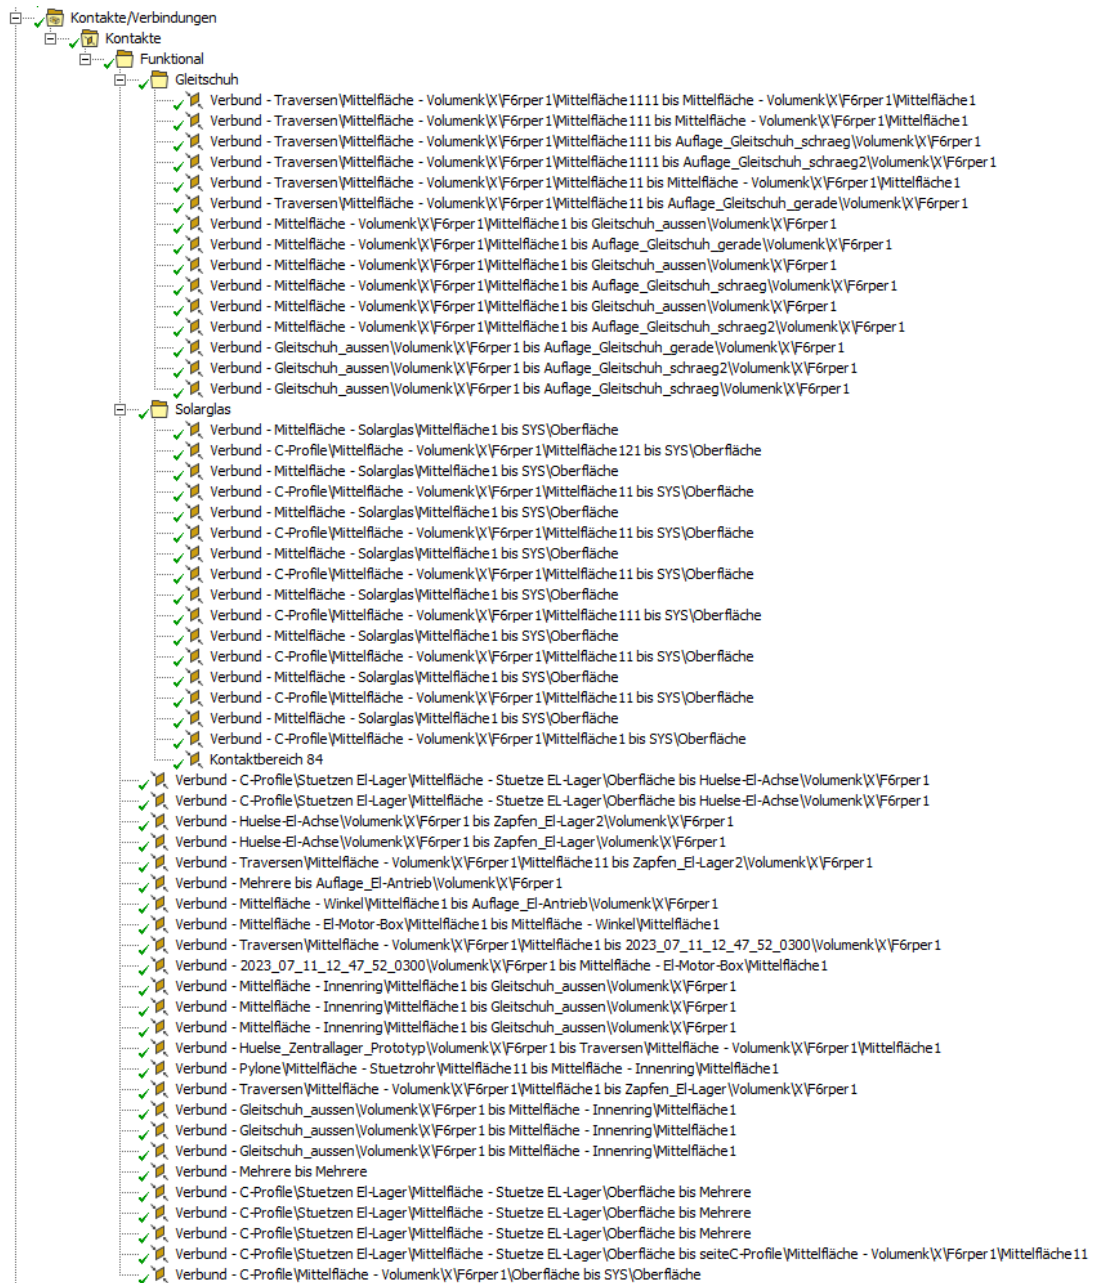 Kontakte/Verbindungen
Kontakte
Funktional
Gleitschuh
Verbund - Traversen\Mittelfläche - Volumenk\X\F6rper1\Mittelfläche1111 bis Mittelfläche - Volumenk\X\F6rper1\Mittelfläche1
Verbund - Traversen\Mittelfläche - Volumenk\X\F6rper1\Mittelfläche111 bis Mittelfläche - Volumenk\X\F6rper1\Mittelfläche1
Verbund - Traversen\Mittelfläche - Volumenk\X\F6rper1\Mittelfläche111 bis Auflage_Gleitschuh_schraeg\Volumenk\X\F6rper1
Verbund - Traversen\Mittelfläche - Volumenk\X\F6rper1\Mittelfläche1111 bis Auflage_Gleitschuh_schraeg2\Volumenk\X\F6rper1
Verbund - Traversen\Mittelfläche - Volumenk\X\F6rper1\Mittelfläche11 bis Mittelfläche - Volumenk\X\F6rper1\Mittelfläche1
Verbund - Traversen\Mittelfläche - Volumenk\X\F6rper1\Mittelfläche11 bis Auflage_Gleitschuh_gerade\Volumenk\X\F6rper1
Verbund - Mittelfläche - Volumenk\X\F6rper1\Mittelfläche1 bis Gleitschuh_aussen\Volumenk\X\F6rper1
Verbund - Mittelfläche - Volumenk\X\F6rper1\Mittelfläche1 bis Auflage_Gleitschuh_gerade\Volumenk\X\F6rper1
Verbund - Mittelfläche - Volumenk\X\F6rper1\Mittelfläche1 bis Gleitschuh_aussen\Volumenk\X\F6rper1
Verbund - Mittelfläche - Volumenk\X\F6rper1\Mittelfläche1 bis Auflage_Gleitschuh_schraeg\Volumenk\X\F6rper1
Verbund - Mittelfläche - Volumenk\X\F6rper1\Mittelfläche1 bis Gleitschuh_aussen\Volumenk\X\F6rper1
Verbund - Mittelfläche - Volumenk\X\F6rper1\Mittelfläche1 bis Auflage_Gleitschuh_schraeg2\Volumenk\X\F6rper1
Verbund - Gleitschuh_aussen\Volumenk\X\F6rper1 bis Auflage_Gleitschuh_gerade\Volumenk\X\F6rper1
Verbund - Gleitschuh_aussen\Volumenk\X\F6rper1 bis Auflage_Gleitschuh_schraeg2\Volumenk\X\F6rper1
Verbund - Gleitschuh_aussen\Volumenk\X\F6rper1 bis Auflage_Gleitschuh_schraeg\Volumenk\X\F6rper1
Solarglas
Verbund - Mittelfläche - Solarglas\Mittelfläche1 bis SYS\Oberfläche
Verbund - C-Profile\Mittelfläche - Volumenk\X\F6rper1\Mittelfläche121 bis SYS\Oberfläche
Verbund - Mittelfläche - Solarglas\Mittelfläche1 bis SYS\Oberfläche
Verbund - C-Profile\Mittelfläche - Volumenk\X\F6rper1\Mittelfläche11 bis SYS\Oberfläche
Verbund - Mittelfläche - Solarglas\Mittelfläche1 bis SYS\Oberfläche
Verbund - C-Profile\Mittelfläche - Volumenk\X\F6rper1\Mittelfläche11 bis SYS\Oberfläche
Verbund - Mittelfläche - Solarglas\Mittelfläche1 bis SYS\Oberfläche
Verbund - C-Profile\Mittelfläche - Volumenk\X\F6rper1\Mittelfläche11 bis SYS\Oberfläche
Verbund - Mittelfläche - Solarglas\Mittelfläche1 bis SYS\Oberfläche
Verbund - C-Profile\Mittelfläche - Volumenk\X\F6rper1\Mittelfläche111 bis SYS\Oberfläche
Verbund - Mittelfläche - Solarglas\Mittelfläche1 bis SYS\Oberfläche
Verbund - C-Profile\Mittelfläche - Volumenk\X\F6rper1\Mittelfläche11 bis SYS\Oberfläche
Verbund - Mittelfläche - Solarglas\Mittelfläche1 bis SYS\Oberfläche
Verbund - C-Profile\Mittelfläche - Volumenk\X\F6rper1\Mittelfläche11 bis SYS\Oberfläche
Verbund - Mittelfläche - Solarglas\Mittelfläche1 bis SYS\Oberfläche
Verbund - C-Profile\Mittelfläche - Volumenk\X\F6rper1\Mittelfläche1 bis SYS\Oberfläche
Kontaktbereich 84
Verbund - C-Profile\Stuetzen El-Lager\Mittelfläche - Stuetze EL-Lager\Oberfläche bis Huelse-El-Achse\Volumenk\X\F6rper1
Verbund - C-Profile\Stuetzen El-Lager\Mittelfläche - Stuetze EL-Lager\Oberfläche bis Huelse-El-Achse\Volumenk\X\F6rper1
Verbund - Huelse-El-Achse\Volumenk\X\F6rper1 bis Zapfen_El-Lager2\Volumenk\X\F6rper1
Verbund - Huelse-El-Achse\Volumenk\X\F6rper1 bis Zapfen_El-Lager\Volumenk\X\F6rper1
Verbund - Traversen\Mittelfläche - Volumenk\X\F6rper1\Mittelfläche11 bis Zapfen_El-Lager2\Volumenk\X\F6rper1
Verbund - Mehrere bis Auflage_El-Antrieb\Volumenk\X\F6rper1
Verbund - Mittelfläche - Winkel\Mittelfläche1 bis Auflage_El-Antrieb\Volumenk\X\F6rper1
Verbund - Mittelfläche - El-Motor-Box\Mittelfläche1 bis Mittelfläche - Winkel\Mittelfläche1
Verbund - Traversen\Mittelfläche - Volumenk\X\F6rper1\Mittelfläche1 bis 2023_07_11_12_47_52_0300\Volumenk\X\F6rper1
Verbund - 2023_07_11_12_47_52_0300\Volumenk\X\F6rper1 bis Mittelfläche - El-Motor-Box\Mittelfläche1
Verbund - Mittelfläche - Innenring\Mittelfläche1 bis Gleitschuh_aussen\Volumenk\X\F6rper1
Verbund - Mittelfläche - Innenring\Mittelfläche1 bis Gleitschuh_aussen\Volumenk\X\F6rper1
Verbund - Mittelfläche - Innenring\Mittelfläche1 bis Gleitschuh_aussen\Volumenk\X\F6rper1
Verbund - Huelse_Zentrallager_Prototyp\Volumenk\X\F6rper1 bis Traversen\Mittelfläche - Volumenk\X\F6rper1\Mittelfläche1
Verbund - Pylone\Mittelfläche - Stuetzrohr\Mittelfläche11 bis Mittelfläche - Innenring\Mittelfläche1
Verbund - Traversen\Mittelfläche - Volumenk\X\F6rper1\Mittelfläche1 bis Zapfen_El-Lager\Volumenk\X\F6rper1
Verbund - Gleitschuh_aussen\Volumenk\X\F6rper1 bis Mittelfläche - Innenring\Mittelfläche1
Verbund - Gleitschuh_aussen\Volumenk\X\F6rper1 bis Mittelfläche - Innenring\Mittelfläche1
Verbund - Gleitschuh_aussen\Volumenk\X\F6rper1 bis Mittelfläche - Innenring\Mittelfläche1
Verbund - Mehrere bis Mehrere
Verbund - C-Profile\Stuetzen El-Lager\Mittelfläche - Stuetze EL-Lager\Oberfläche bis Mehrere
Verbund - C-Profile\Stuetzen El-Lager\Mittelfläche - Stuetze EL-Lager\Oberfläche bis Mehrere
Verbund - C-Profile\Stuetzen El-Lager\Mittelfläche - Stuetze EL-Lager\Oberfläche bis Mehrere
Verbund - C-Profile\Stuetzen El-Lager\Mittelfläche - Stuetze EL-Lager\Oberfläche bis seiteC-Profile\Mittelfläche - Volumenk\X\F6rper1\Mittelfläche11
Verbund - C-Profile\Mittelfläche - Volumenk\X\F6rper1\Oberfläche bis SYS\Oberfläche